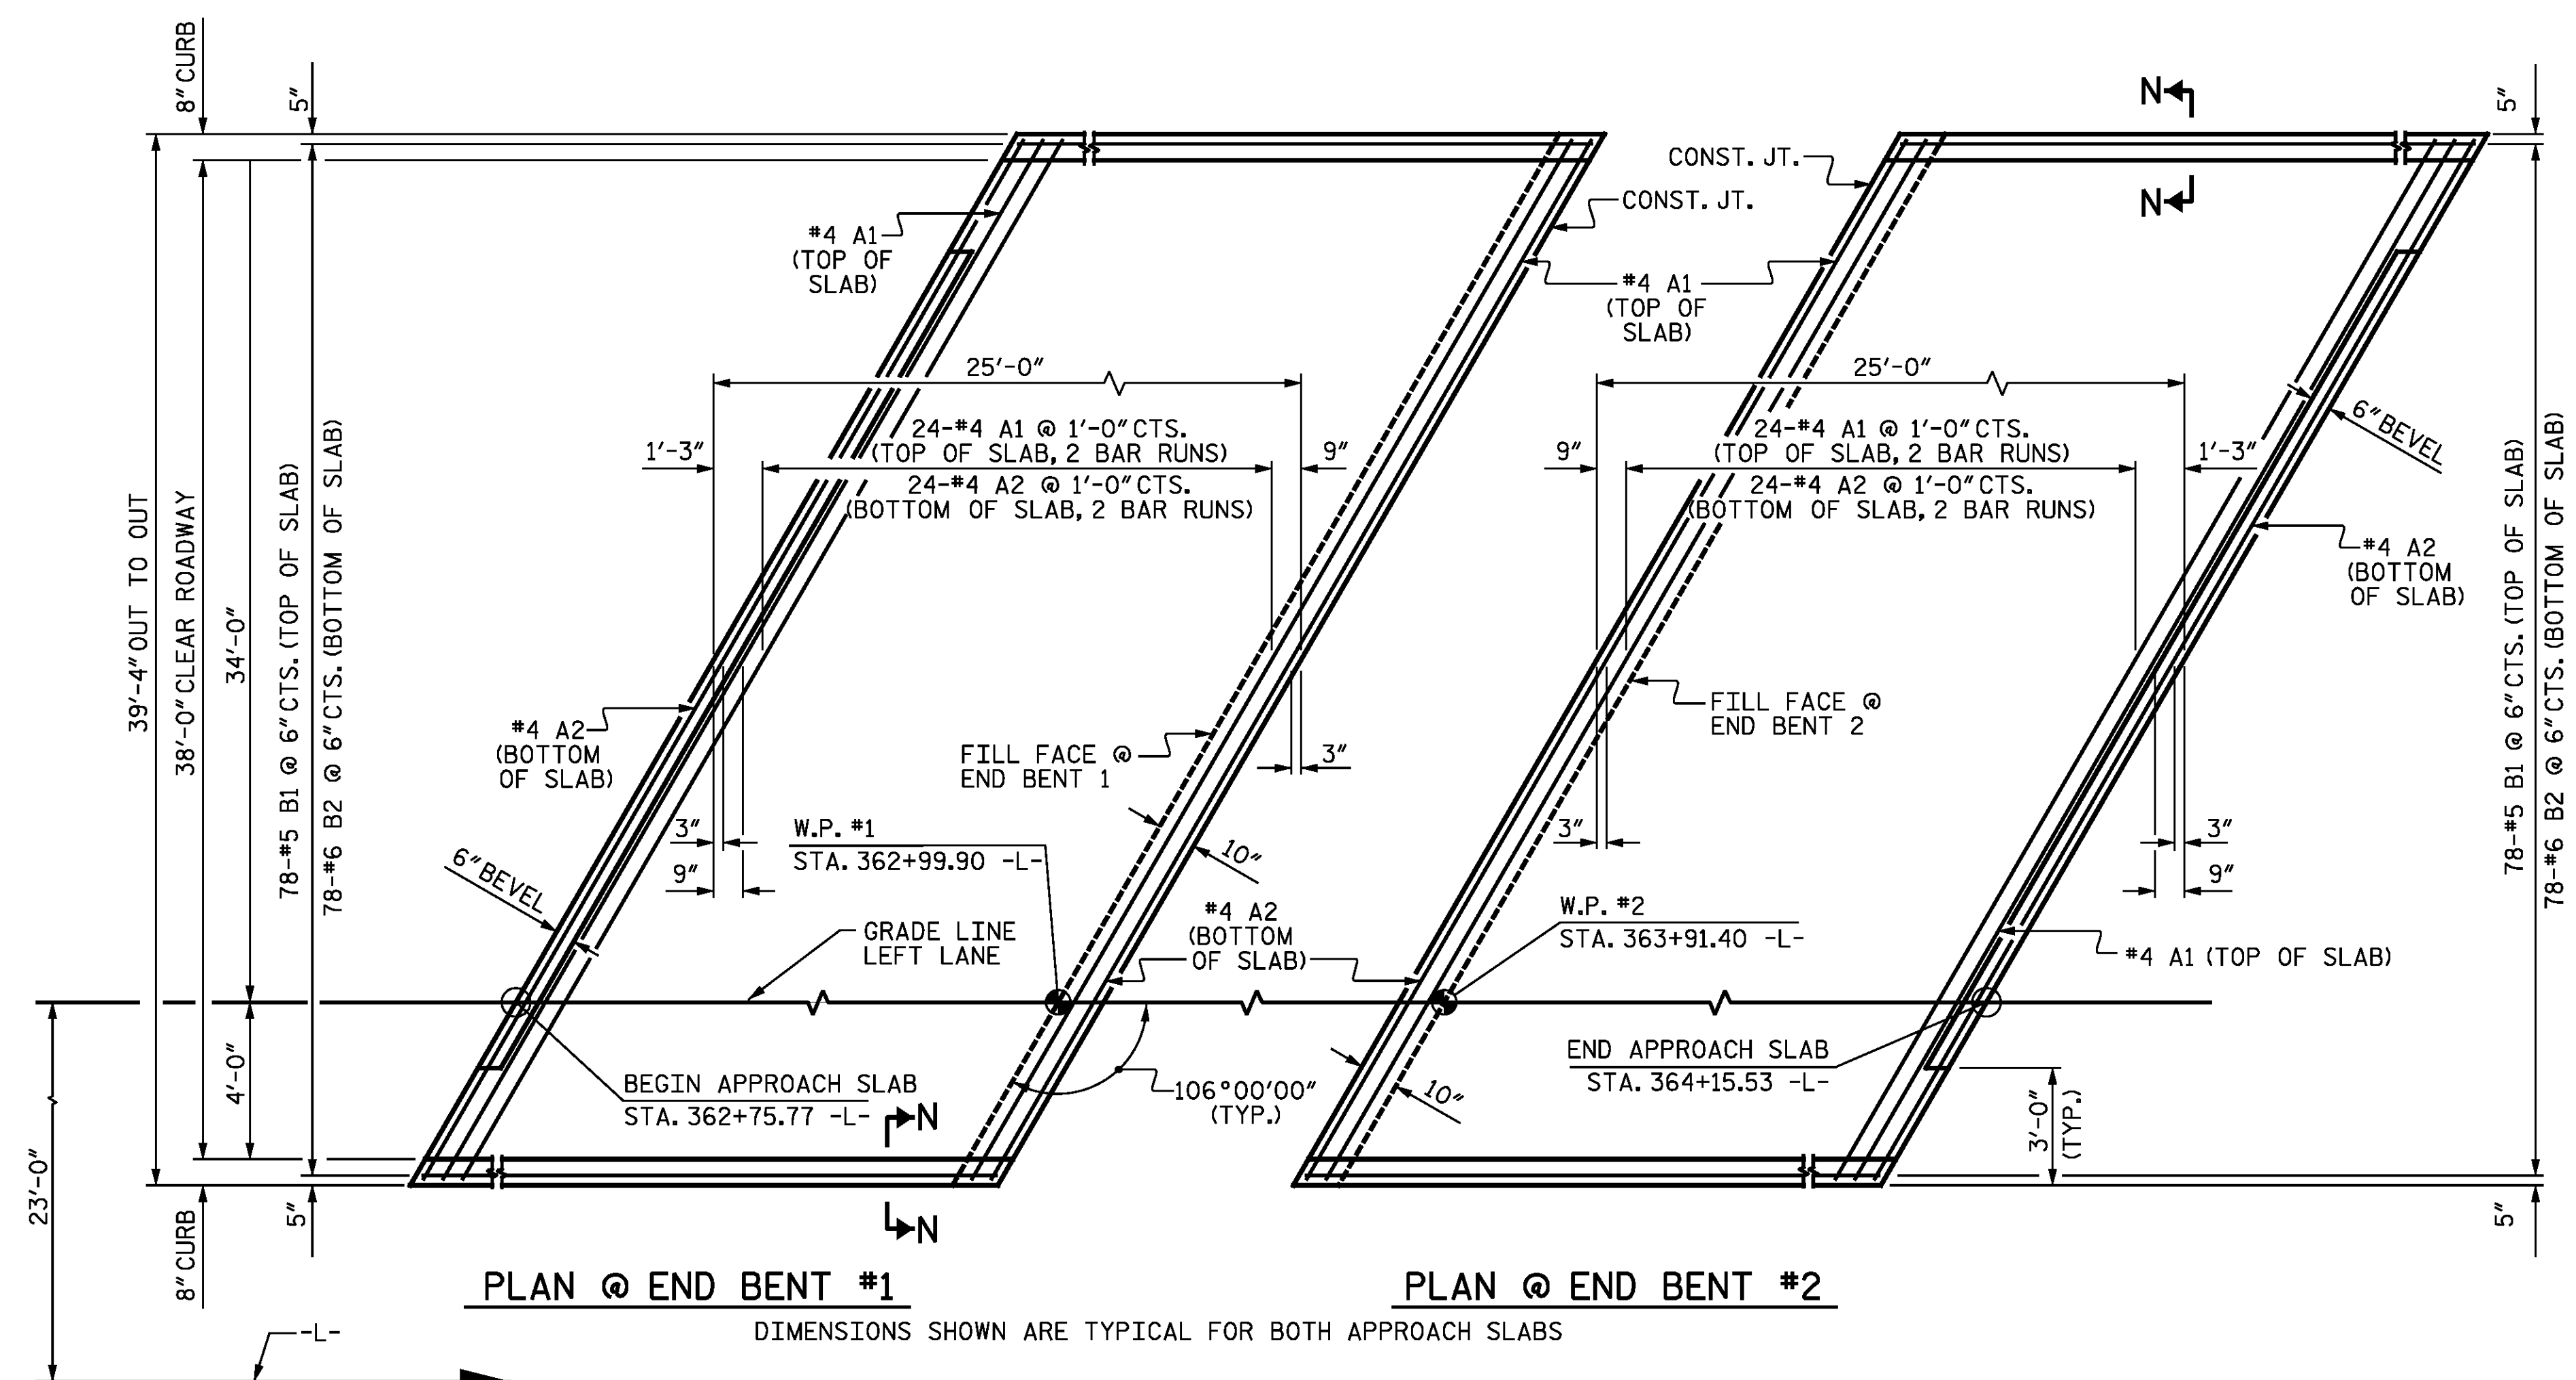 8" CURB
5"
39'-4" OUT TO OUT
38'-0" CLEAR ROADWAY
34'-0"
4'-0"
78-#5 B1 @ 6" CTS. (TOP OF SLAB)
78-#6 B2 @ 6" CTS. (BOTTOM OF SLAB)
23'-0"
8" CURB
5"
#4 A1
(TOP OF
SLAB)
25'-0"
24-#4 A1 @ 1'-0" CTS.
(TOP OF SLAB, 2 BAR RUNS)
24-#4 A2 @ 1'-0" CTS.
(BOTTOM OF SLAB, 2 BAR RUNS)
1'-3"
9"
#4 A2
(BOTTOM
OF SLAB)
FILL FACE @
END BENT 1
3"
3"
9"
6" BEVEL
W.P. #1
STA. 362+99.90 -L-
10"
GRADE LINE
LEFT LANE
#4 A2
(BOTTOM
OF SLAB)
BEGIN APPROACH SLAB
STA. 362+75.77 -L-
106°00'00"
(TYP.)
N
N
CONST. JT.
CONST. JT.
#4 A1
(TOP OF
SLAB)
N
N
5"
25'-0"
24-#4 A1 @ 1'-0" CTS.
(TOP OF SLAB, 2 BAR RUNS)
24-#4 A2 @ 1'-0" CTS.
(BOTTOM OF SLAB, 2 BAR RUNS)
9"
1'-3"
6" BEVEL
#4 A2
(BOTTOM
OF SLAB)
FILL FACE @
END BENT 2
3"
3"
9"
W.P. #2
STA. 363+91.40 -L-
#4 A1 (TOP OF SLAB)
END APPROACH SLAB
STA. 364+15.53 -L-
10"
3'-0"
(TYP.)
78-#5 B1 @ 6" CTS. (TOP OF SLAB)
78-#6 B2 @ 6" CTS. (BOTTOM OF SLAB)
5"
PLAN @ END BENT #1
PLAN @ END BENT #2
DIMENSIONS SHOWN ARE TYPICAL FOR BOTH APPROACH SLABS
-L-